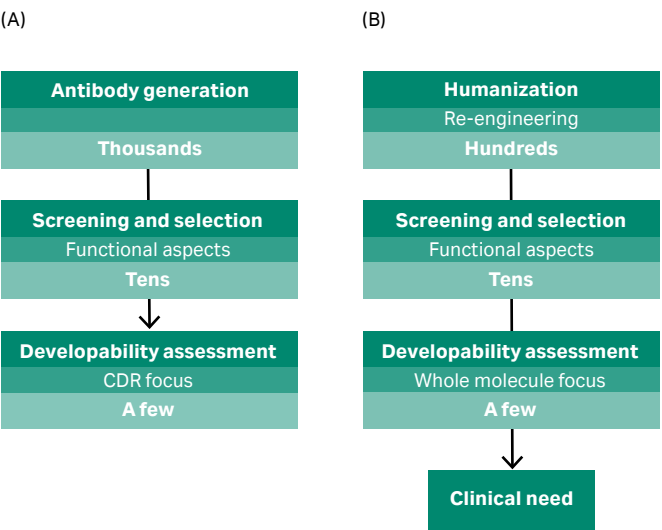 (A)
Antibody generation
Thousands
Screening and selection
Functional aspects
Tens
Developability assessment
CDR focus
A few
(B)
Humanization
Re-engineering
Hundreds
Screening and selection
Functional aspects
Tens
Developability assessment
Whole molecule focus
A few
Clinical need